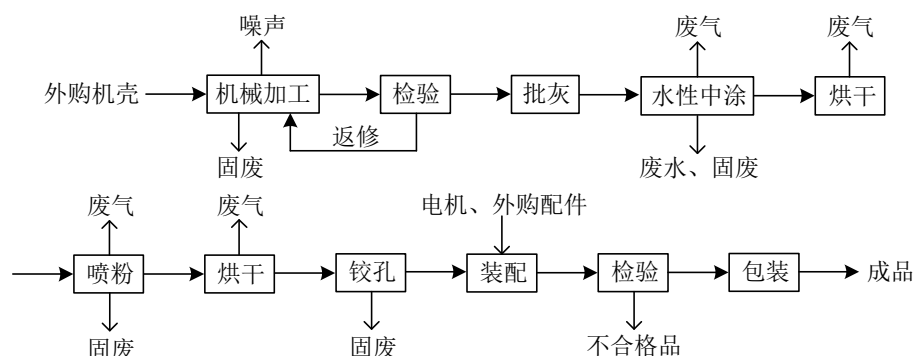 噪声
废气
废气
外购机壳
机械加工
检验
批灰
水性中涂
烘干
返修
固废
废水、固废
废气
废气
电机、外购配件
喷粉
烘干
铰孔
装配
检验
包装
成品
固废
固废
不合格品